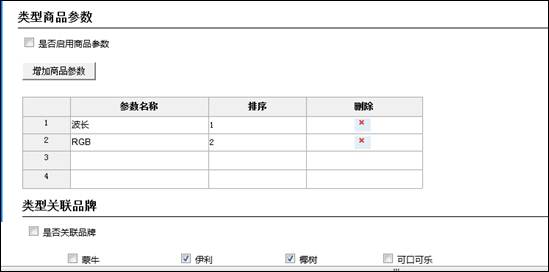 类型商品参数
是否启用商品参数
增加商品参数
参数名称 排序 删除
1 波长 1
2 RGB 2
3
4
类型关联品牌
是否关联品牌
蒙牛 伊利 椰树 可口可乐